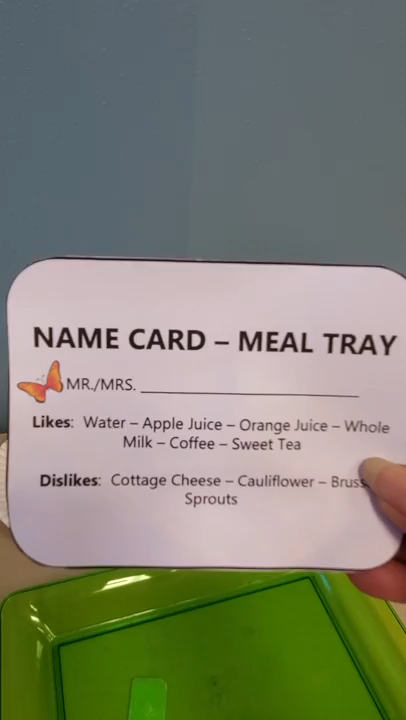 NAME CARD – MEAL TRAY
MR./MRS. ____________________
Likes: Water – Apple Juice – Orange Juice – Whole
Milk – Coffee – Sweet Tea
Dislikes: Cottage Cheese – Cauliflower –
Sprouts